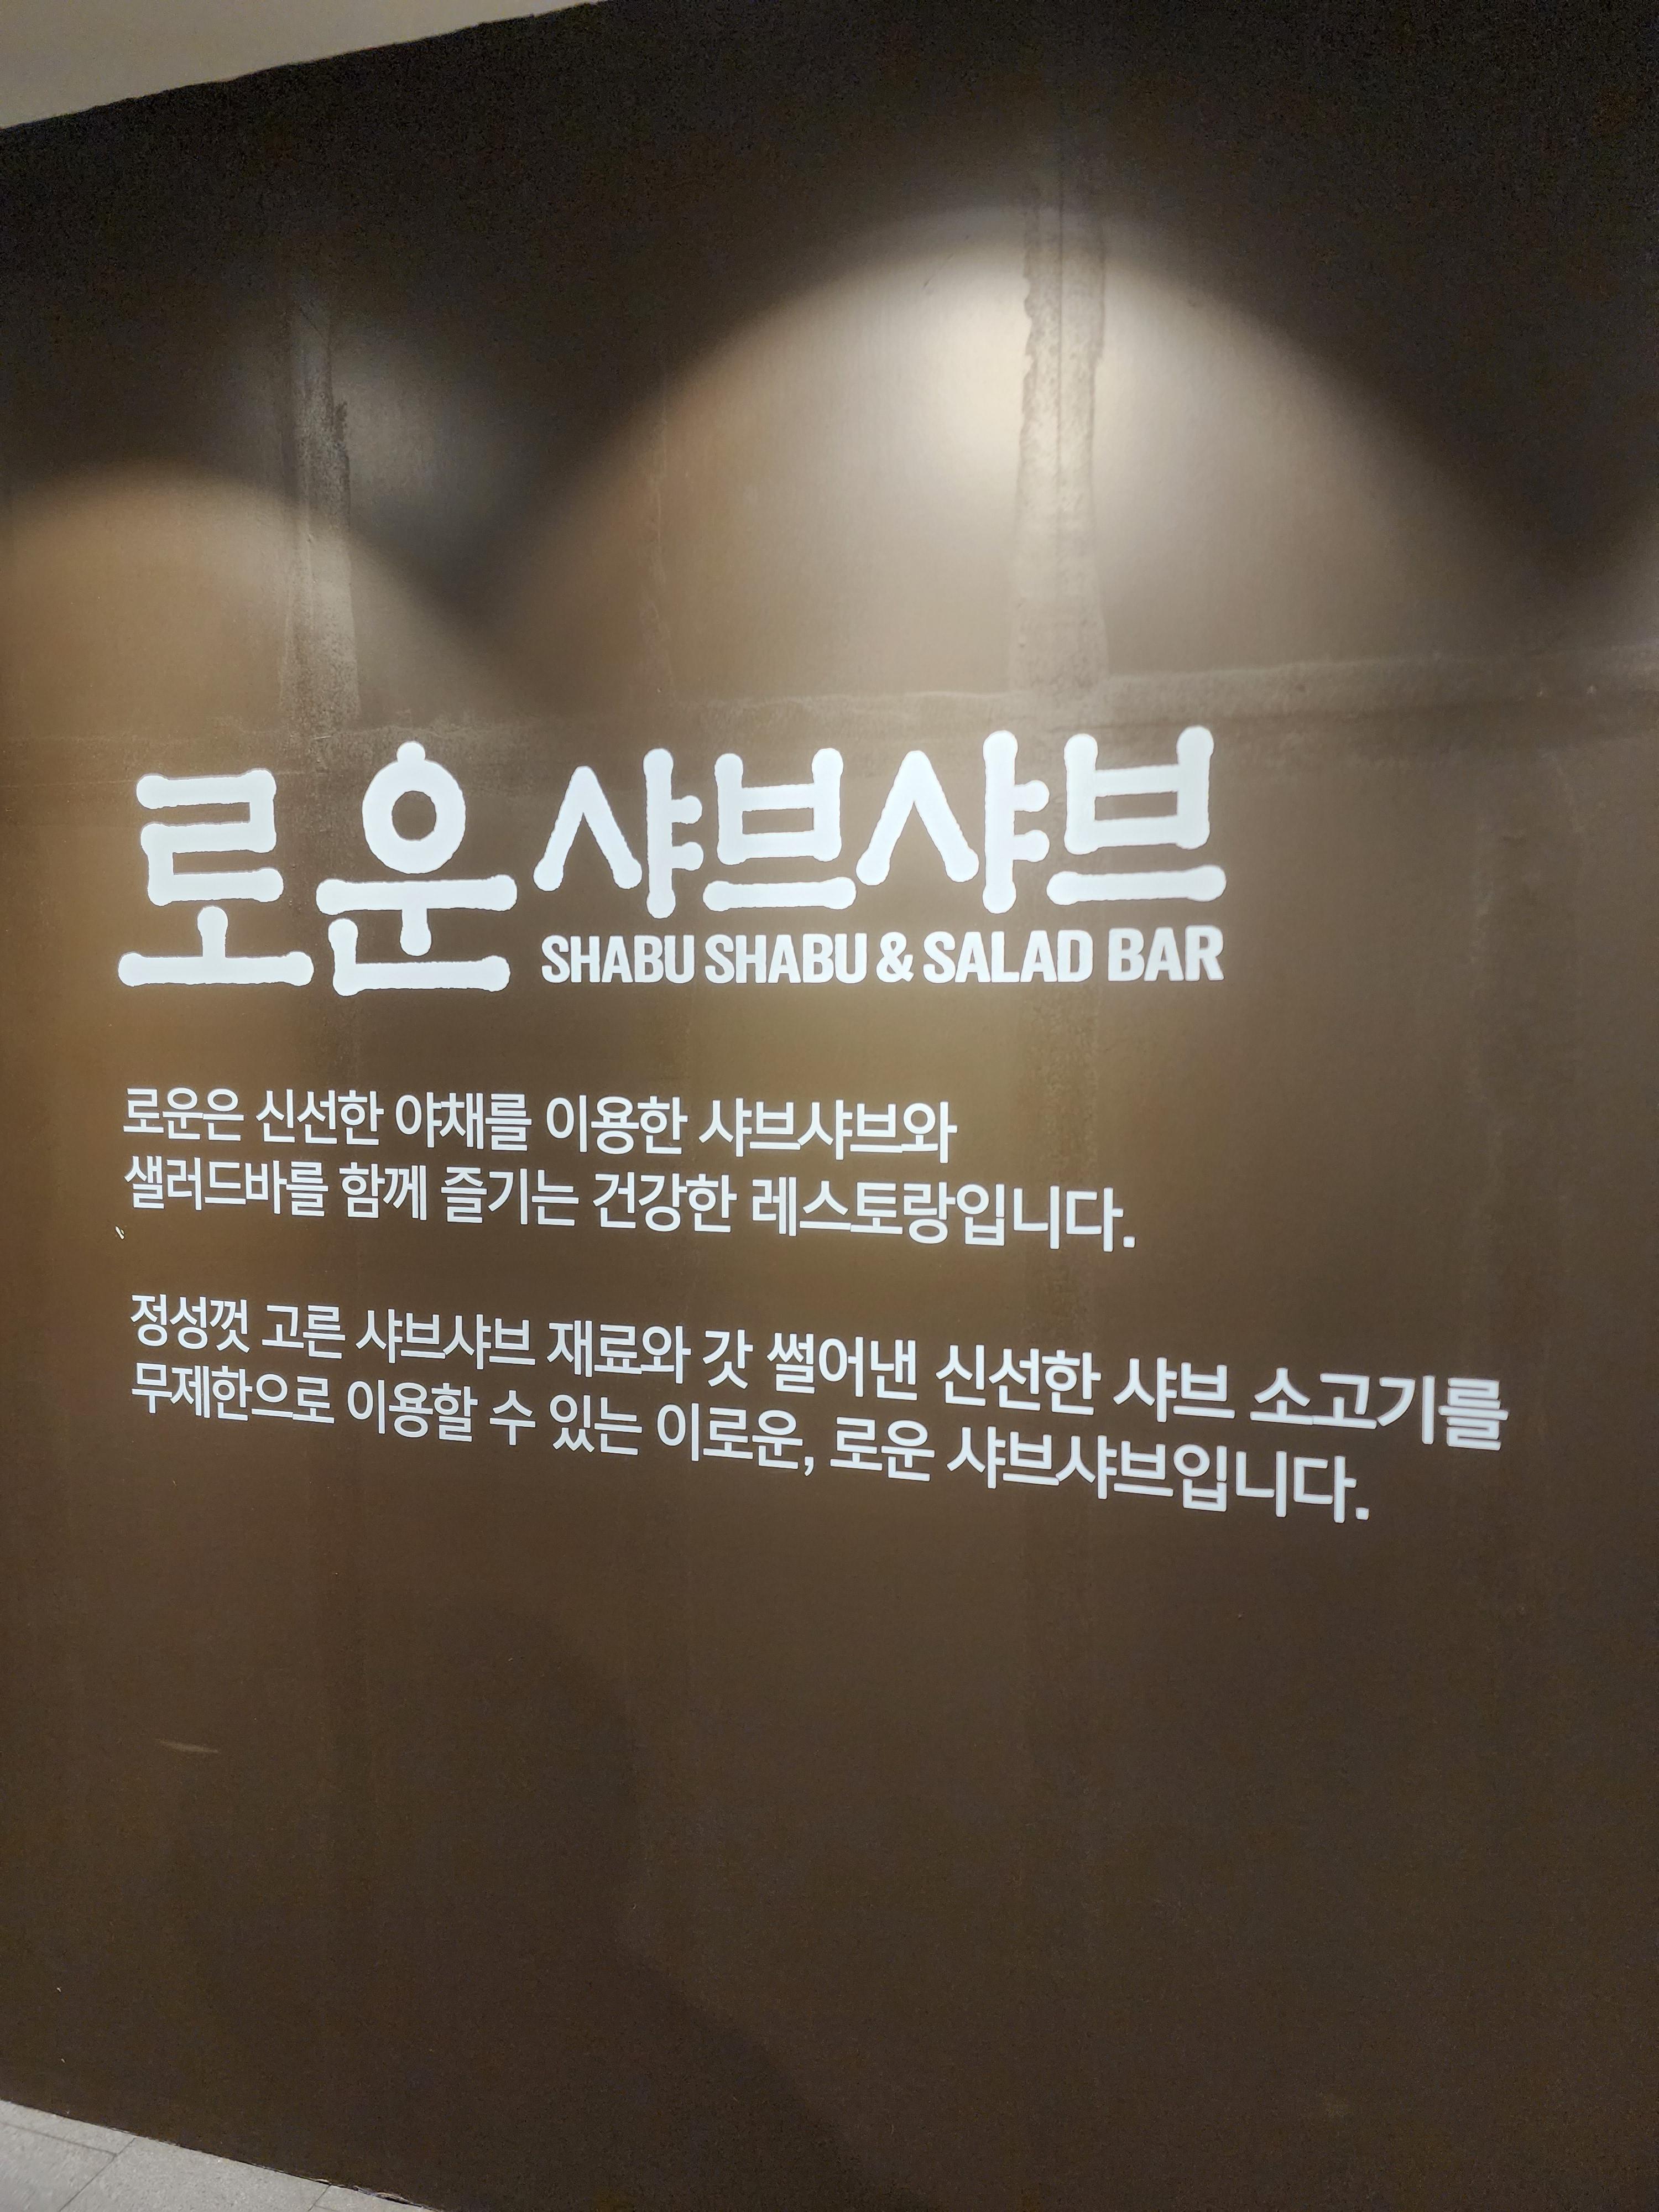 로운 샤브샤브
SHABU SHABU & SALAD BAR
로운은 신선한 야채를 이용한 샤브샤브와
샐러드바를 함께 즐기는 건강한 레스토랑입니다.
정성껏 고른 샤브샤브 재료와 갓 썰어낸 신선한 샤브 소고기를
무제한으로 이용할 수 있는 이로운, 로운 샤브샤브입니다.